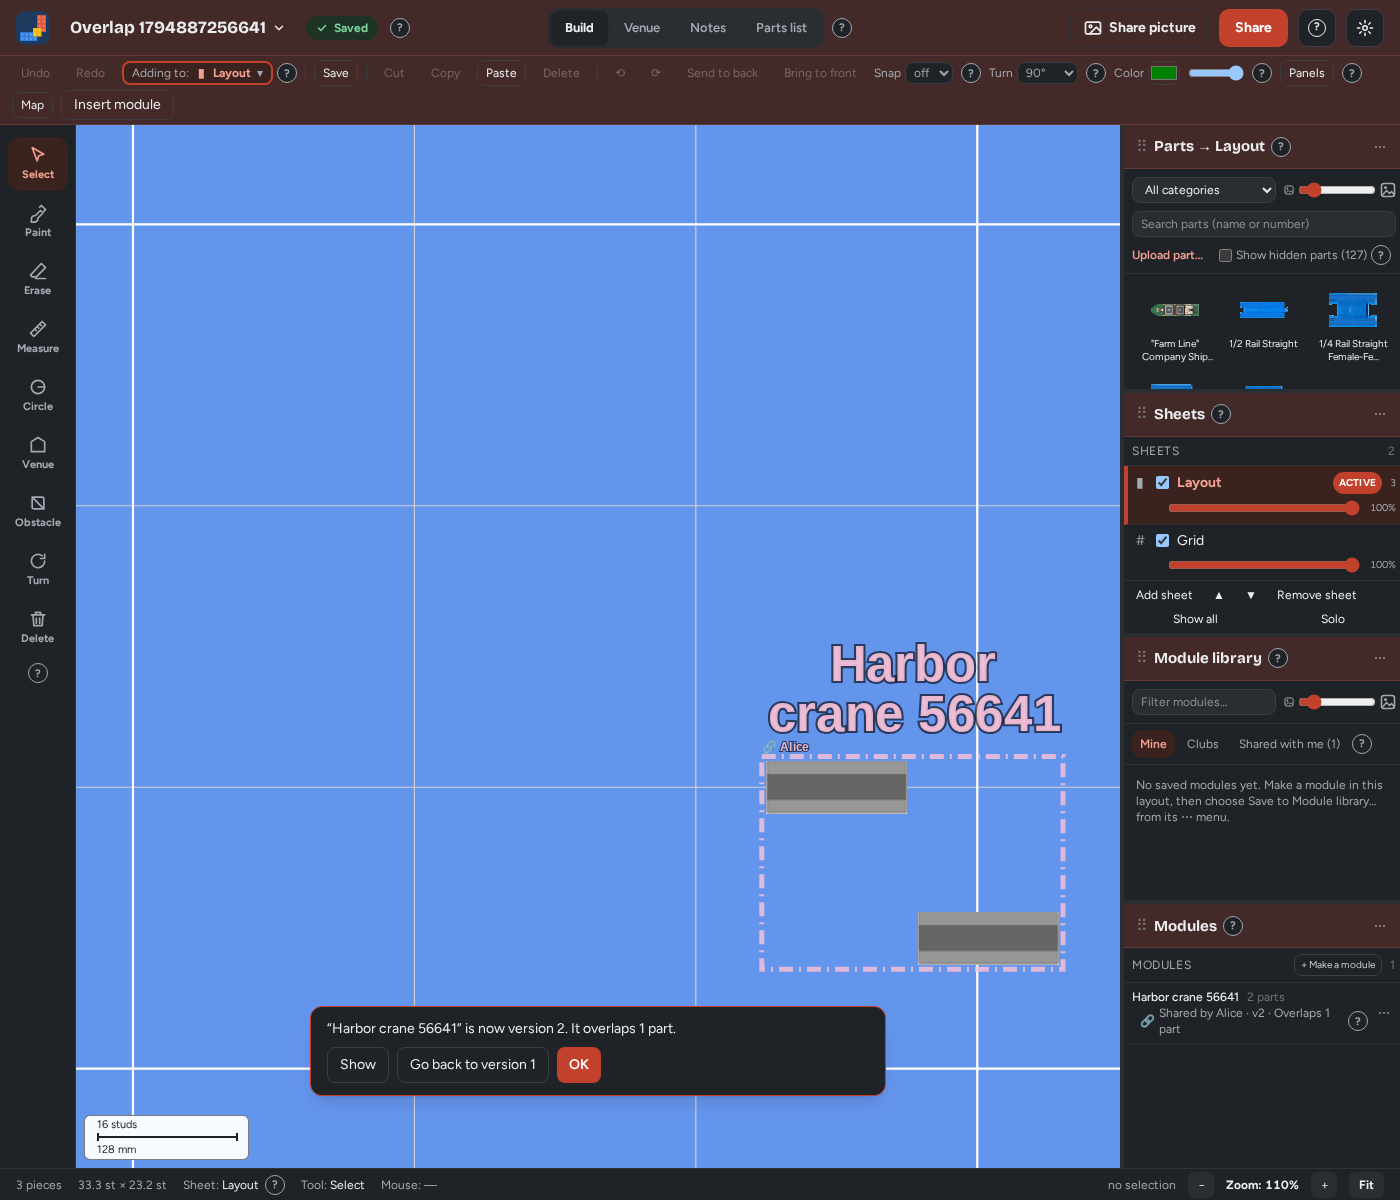 Overlap 1794887256641
Saved
?
Build
Venue
Notes
Parts list
?
Share picture
Share
?
Undo
Redo
Adding to: Layout ▾
?
Save
Cut
Copy
Paste
Delete
⟲
⟳
Send to back
Bring to front
Snap
off
?
Turn
90°
?
Color
?
Panels
?
Map
Insert module
Select
Paint
Erase
Measure
Circle
Venue
Obstacle
Turn
Delete
?
Harbor
crane 56641
🔗 Alice
“Harbor crane 56641” is now version 2. It overlaps 1 part.
Show
Go back to version 1
OK
16 studs
128 mm
Parts → Layout
?
⋯
All categories
Search parts (name or number)
Upload part...
Show hidden parts (127)
?
"Farm Line"
Company Ship...
1/2 Rail Straight
1/4 Rail Straight
Female-Fe...
Sheets
?
⋯
SHEETS
2
Layout
ACTIVE
3
100%
# Grid
100%
Add sheet
▲
▼
Remove sheet
Show all
Solo
Module library
?
⋯
Filter modules...
Mine
Clubs
Shared with me (1)
?
No saved modules yet. Make a module in this
layout, then choose Save to Module library...
from its ⋯ menu.
Modules
?
⋯
MODULES
+ Make a module
1
Harbor crane 56641 2 parts
🔗 Shared by Alice · v2 · Overlaps 1
part
?
⋯
3 pieces
33.3 st × 23.2 st
Sheet: Layout
?
Tool: Select
Mouse: —
no selection
−
Zoom: 110%
+
Fit